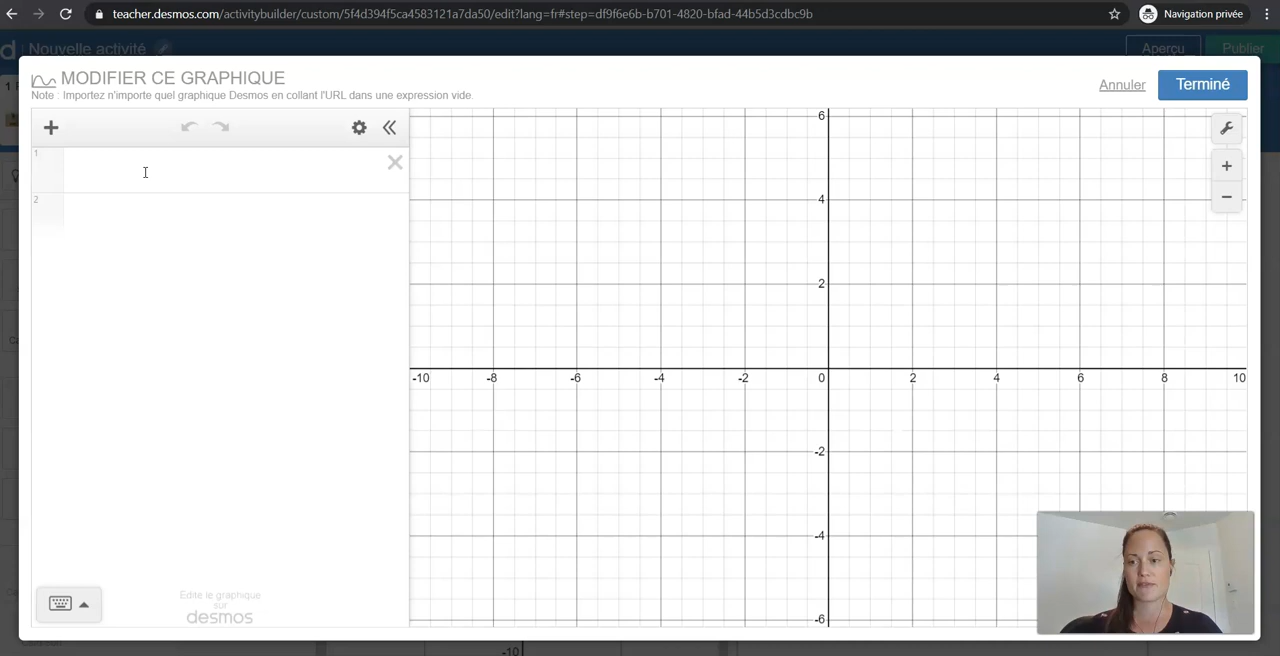 teacher.desmos.com/activitybuilder/custom/5f4d394f5ca4583121a7da50/edit?lang=fr#step=df9f6e6b-b701-4820-bfad-44b5d3cdbc9b
Navigation privée
Nouvelle activité
Aperçu
Publier
MODIFIER CE GRAPHIQUE
Note : Importez n'importe quel graphique Desmos en collant l'URL dans une expression vide.
Annuler
Terminé
1
2
6
4
2
-10
-8
-6
-4
-2
0
2
4
6
8
10
-2
-4
-6
Edite le graphique
sur
desmos
-10